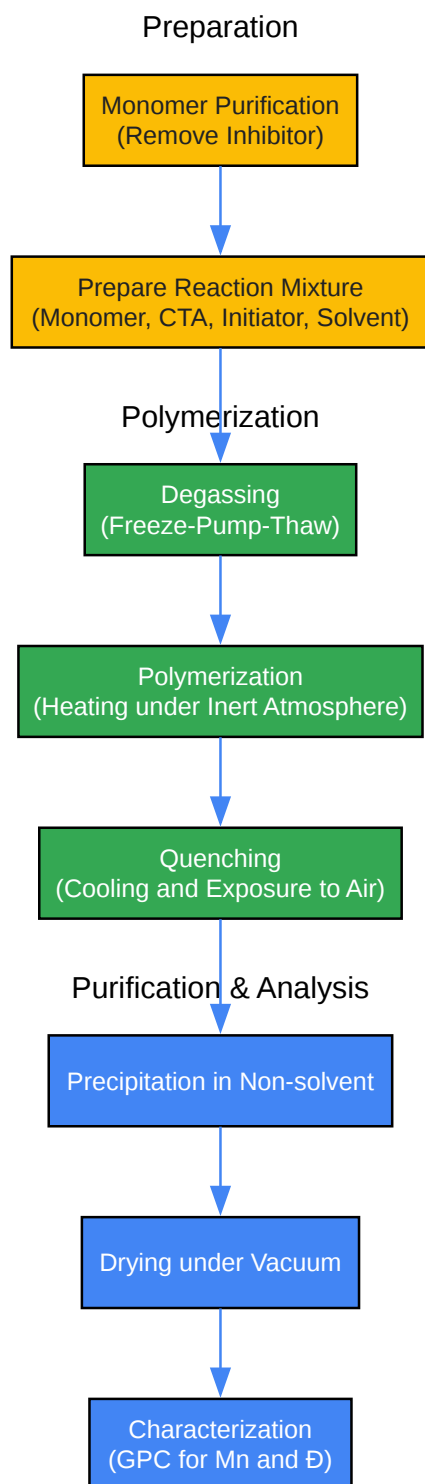 Preparation
Monomer Purification
(Remove Inhibitor)
Prepare Reaction Mixture
(Monomer, CTA, Initiator, Solvent)
Polymerization
Degassing
(Freeze-Pump-Thaw)
Polymerization
(Heating under Inert Atmosphere)
Quenching
(Cooling and Exposure to Air)
Purification & Analysis
Precipitation in Non-solvent
Drying under Vacuum
Characterization
(GPC for Mn and Đ)